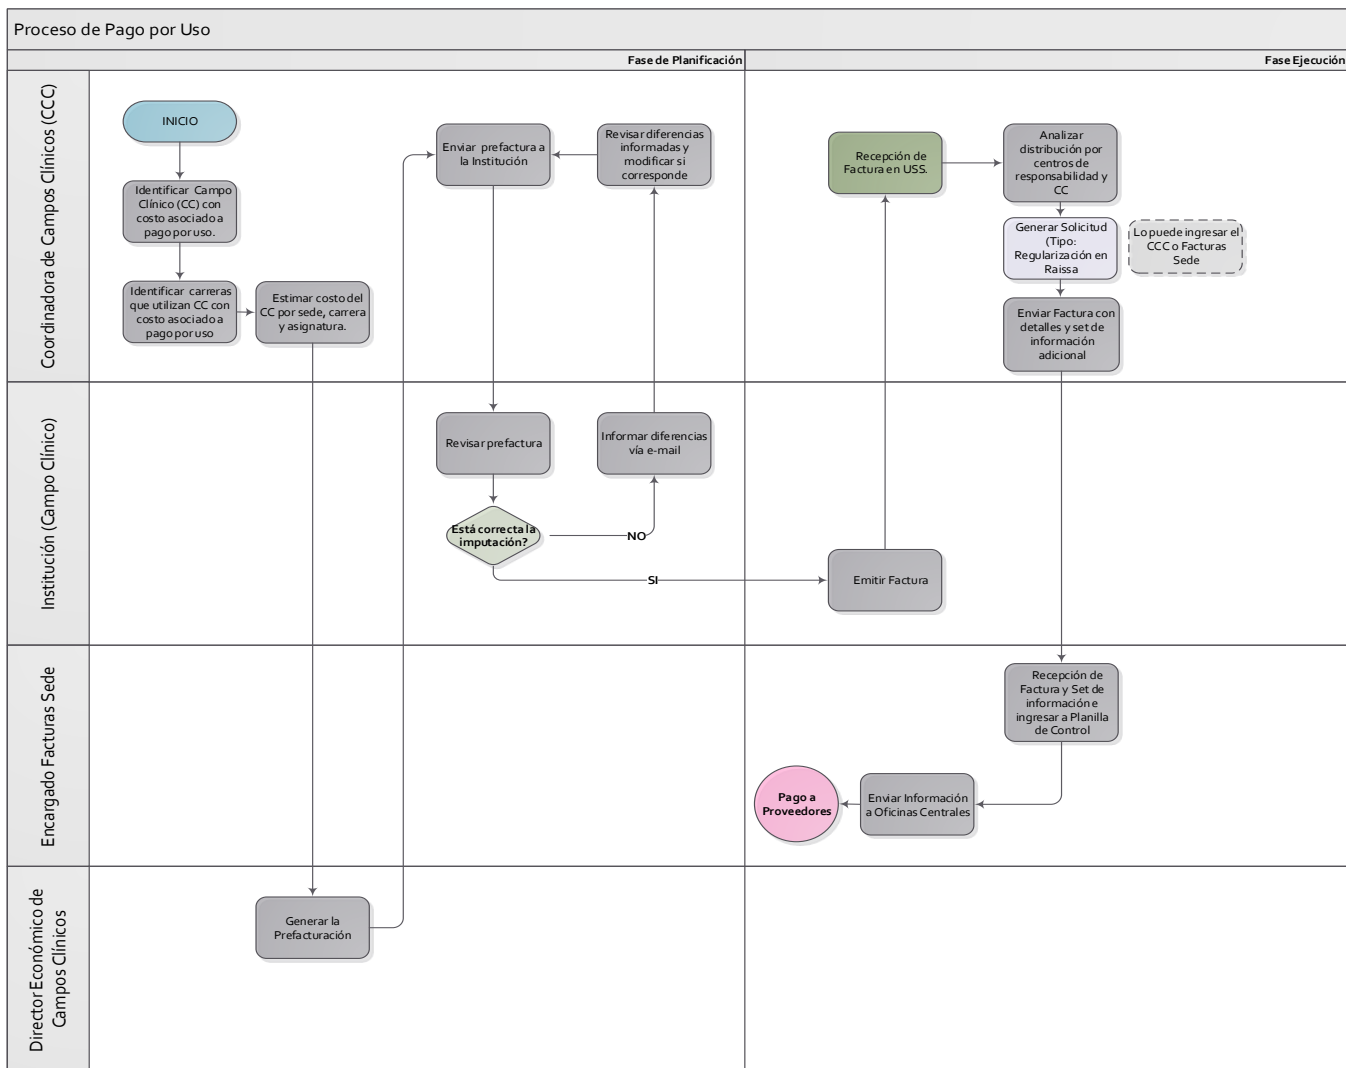 Proceso de Pago por Uso
Fase de Planificación
Fase Ejecución
Coordinadora de Campos Clínicos (CCC)
INICIO
Identificar Campo
Clínico (CC) con
costo asociado a
pago por uso.
Identificar carreras
que utilizan CC con
costo asociado a
pago por uso
Estimar costo del
CC por sede, carrera
y asignatura.
Enviar prefactura a
la Institución
Revisar diferencias
informadas y
modificar si
corresponde
Recepción de
Factura en USS.
Analizar
distribución por
centros de
responsabilidad y
CC
Generar Solicitud
(Tipo:
Regularización en
Raissa
Lo puede ingresar el
CCC o Facturas
Sede
Enviar Factura con
detalles y set de
información
adicional
Institución (Campo Clínico)
Revisar prefactura
Informar diferencias
vía e-mail
Está correcta la
imputación?
NO
SI
Emitir Factura
Encargado Facturas Sede
Recepción de
Factura y Set de
información e
ingresar a Planilla
de Control
Pago a
Proveedores
Enviar Información
a Oficinas Centrales
Director Económico de
Campos Clínicos
Generar la
Prefacturación